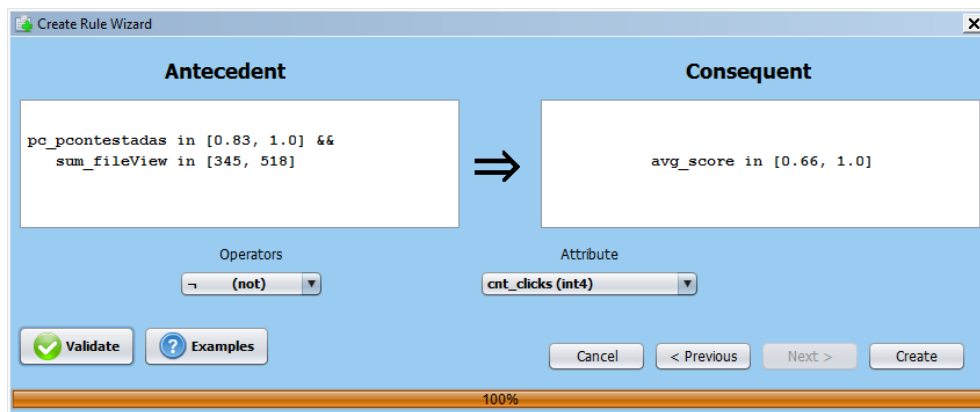 Create Rule Wizard
Antecedent
Consequent
pc_pcontestadas in [0.83, 1.0] &&
sum_fileView in [345, 518]
⇒
avg_score in [0.66, 1.0]
Operators
Attribute
¬ (not)
cnt_clicks (int4)
Validate
Examples
Cancel
< Previous
Next >
Create
100%